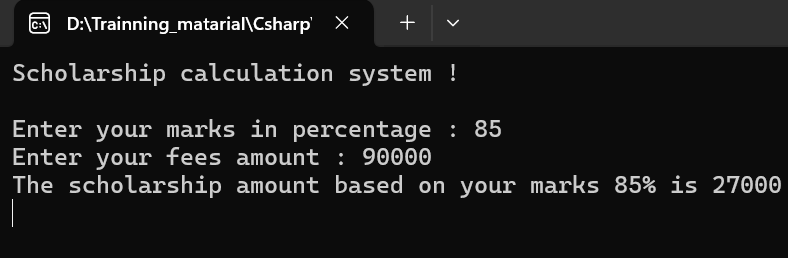 D:\Trainning_matarial\Csharp\
Scholarship calculation system !
Enter your marks in percentage : 85
Enter your fees amount : 90000
The scholarship amount based on your marks 85% is 27000